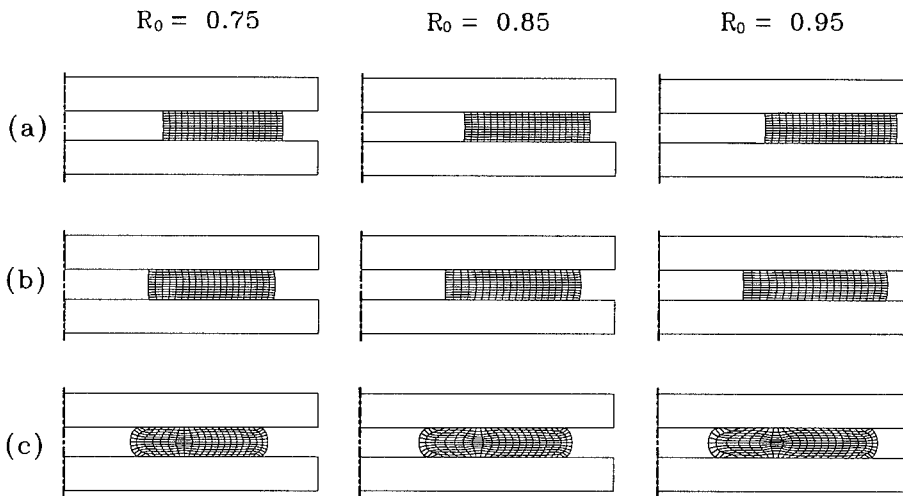 R₀ = 0.75 R₀ = 0.85 R₀ = 0.95
(a)
(b)
(c)